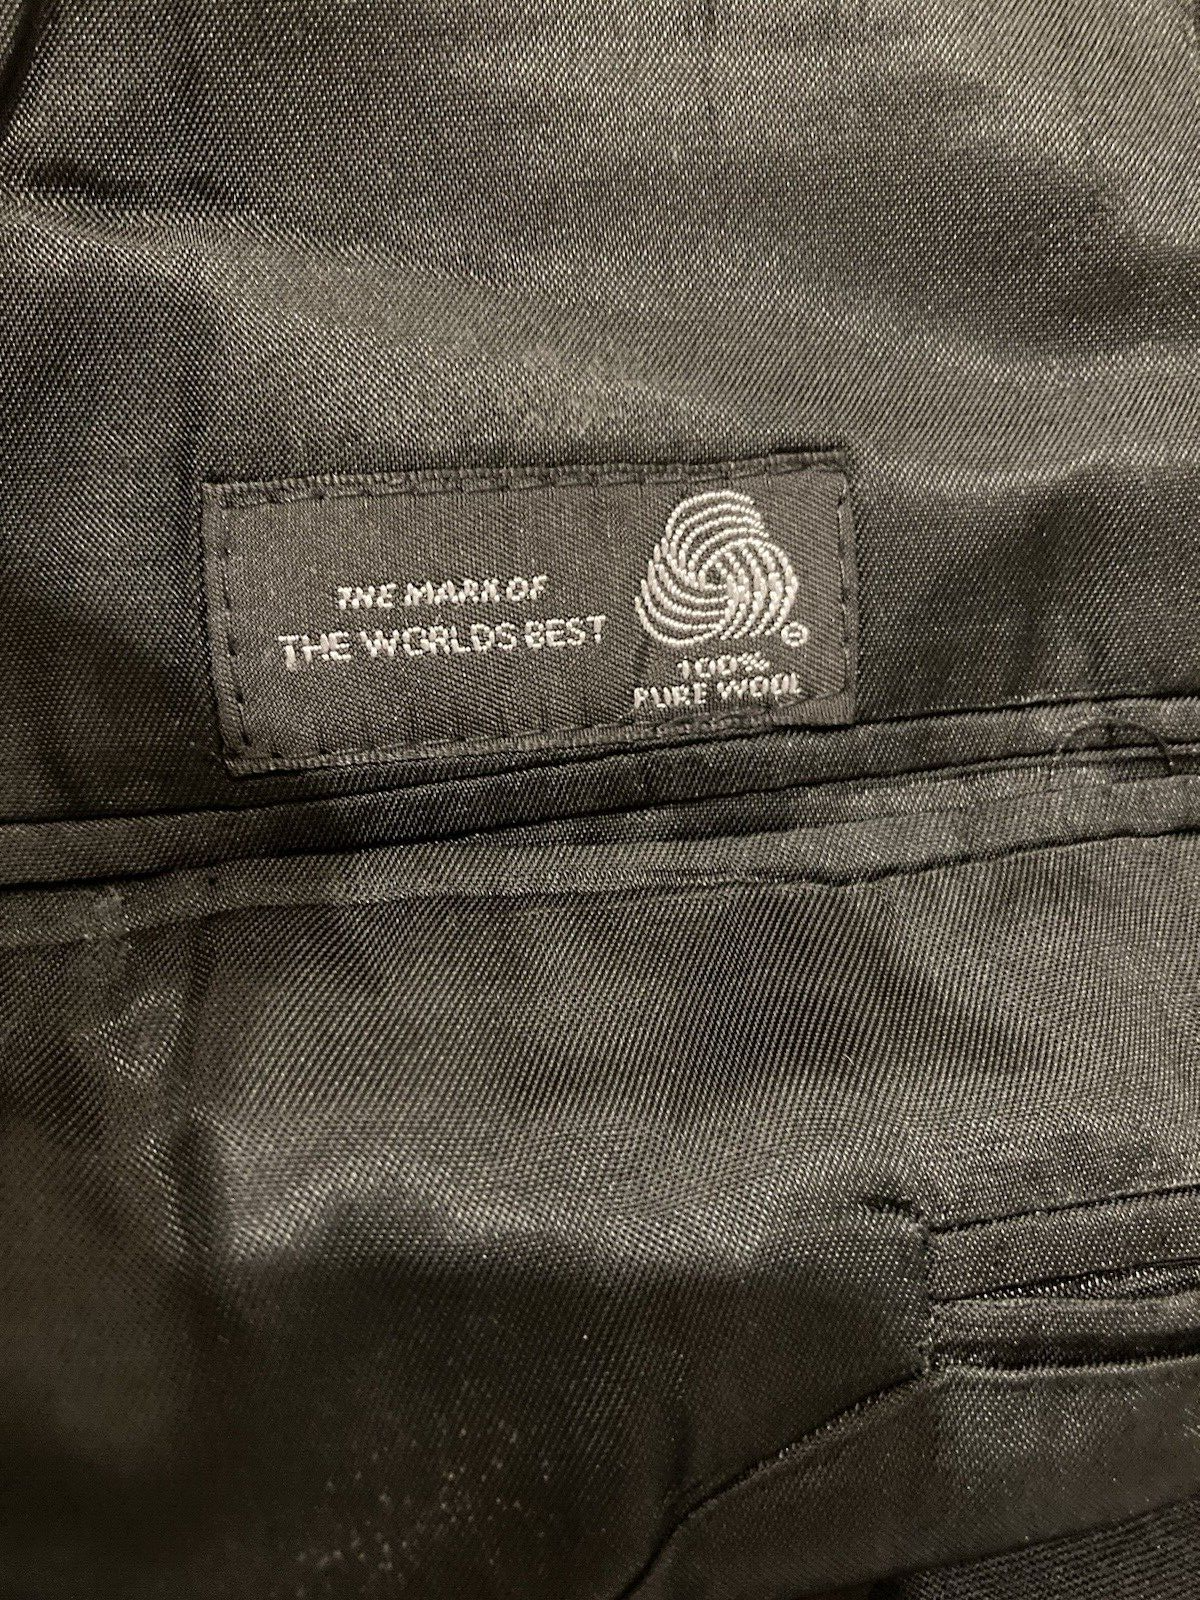 THE MARK OF
THE WORLDS BEST
100%
PURE WOOL